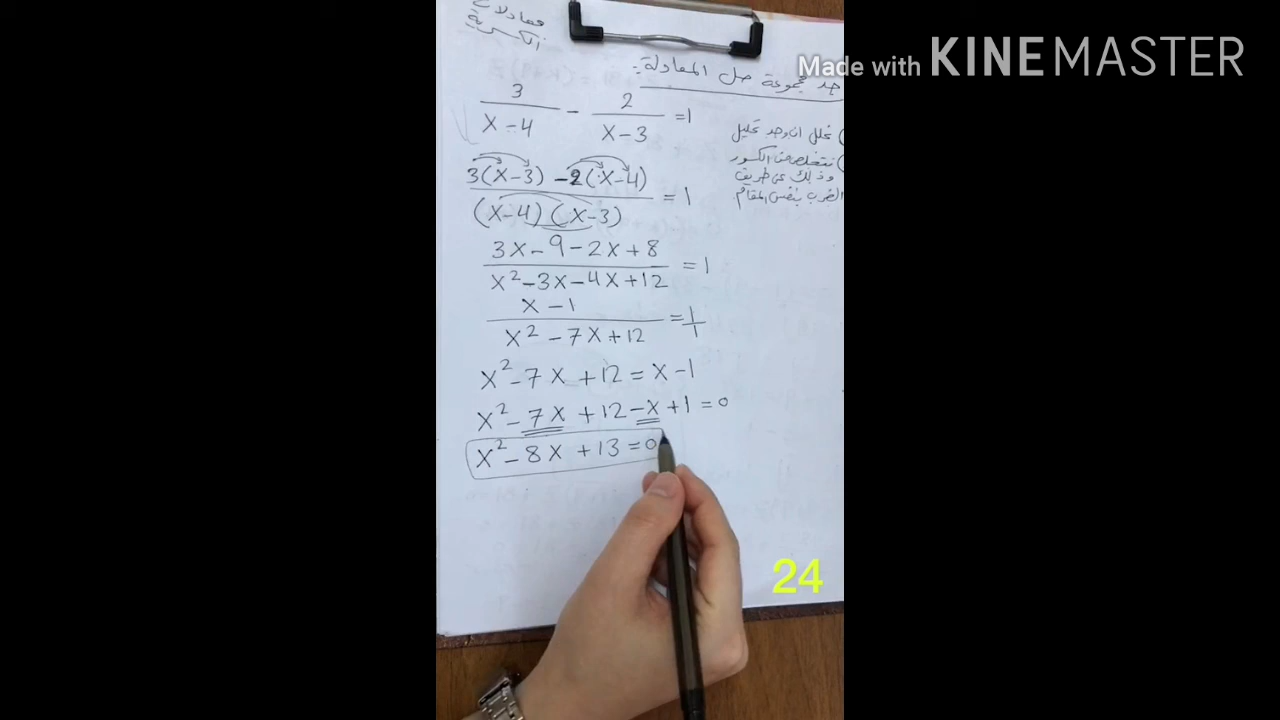 معادلات
الكسرية
Made with KINEMASTER
جد مجموعة حل المعادلة:
3/(x-4) - 2/(x-3) = 1
نحلل ان وجد تحليل
نتخلص من الكسور
وذلك عن طريق
الضرب بنفس المقام.
(3(x-3) -2(x-4))/((x-4)(x-3)) = 1
(3x-9-2x+8)/(x²-3x-4x+12) = 1
(x-1)/(x²-7x+12) = 1/1
x²-7x+12=x-1
x²-7x+12-x+1=0
x²-8x+13=0
24